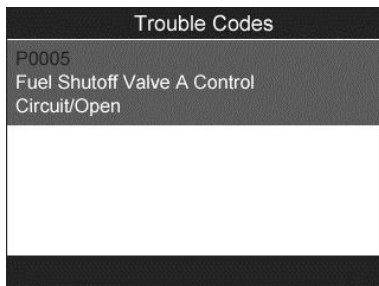 Trouble Codes
P0005
Fuel Shutoff Valve A Control
Circuit/Open